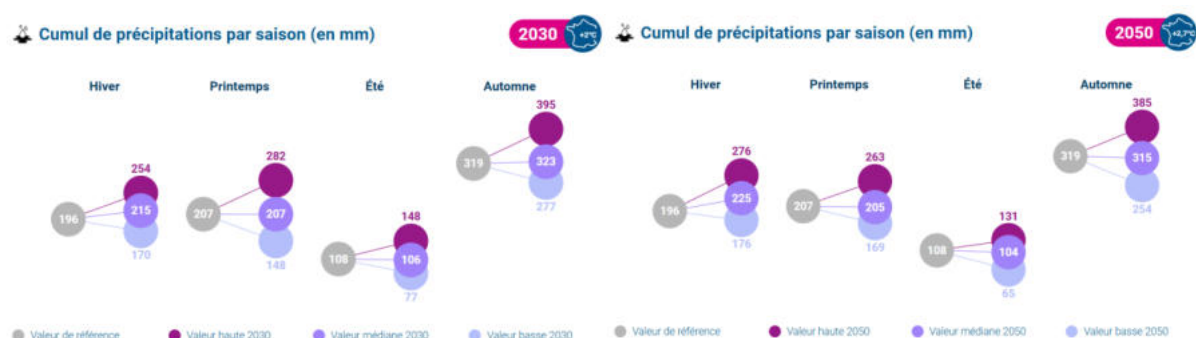 Cumul de précipitations par saison (en mm)
2030
+2°C
Hiver
Printemps
Été
Automne
254
196
215
170
282
207
207
148
148
108
106
77
395
319
323
277
Valeur de référence
Valeur haute 2030
Valeur médiane 2030
Valeur basse 2030
Cumul de précipitations par saison (en mm)
2050
+2,7°C
Hiver
Printemps
Été
Automne
276
196
225
176
263
207
205
169
131
108
104
65
385
319
315
254
Valeur de référence
Valeur haute 2050
Valeur médiane 2050
Valeur basse 2050